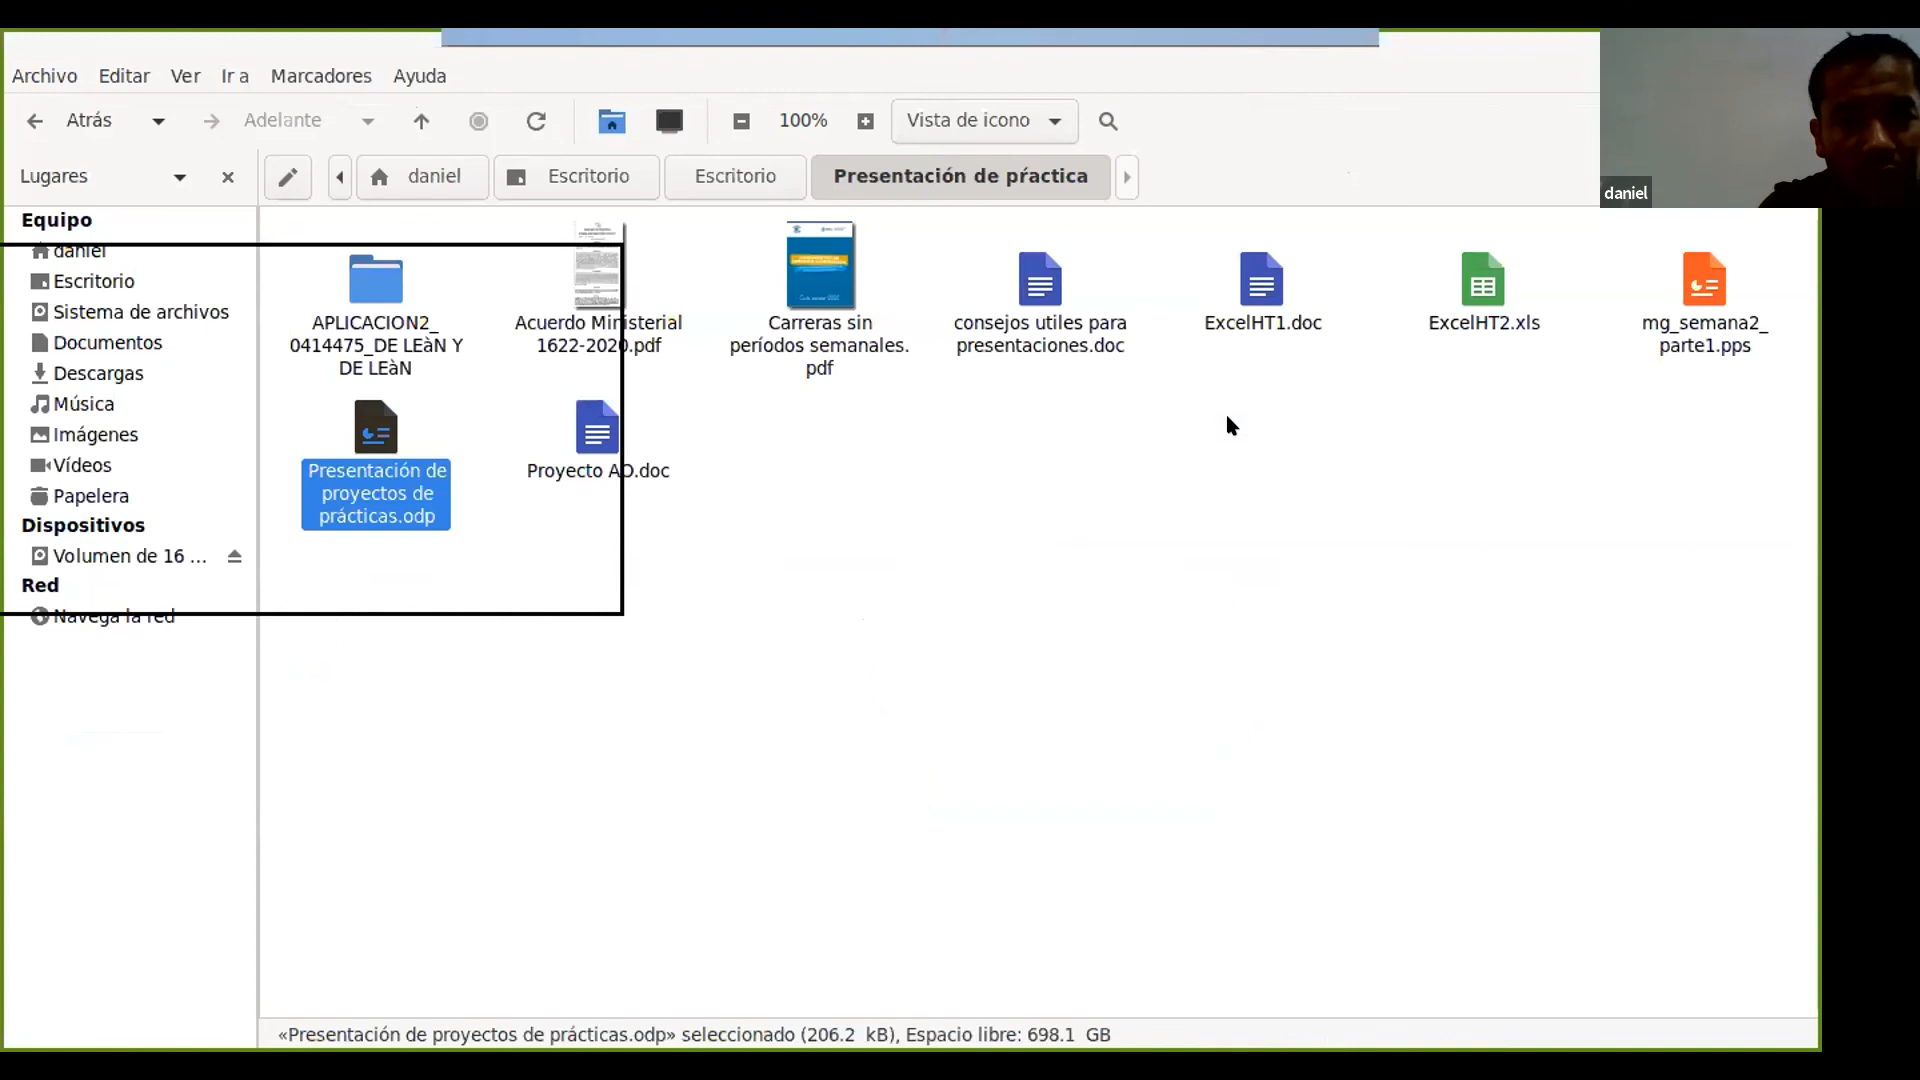 Archivo Editar Ver Ir a Marcadores Ayuda
Atrás Adelante 100% Vista de icono
Lugares daniel Escritorio Escritorio Presentación de pŕactica
daniel
Equipo
daniel
Escritorio
Sistema de archivos
Documentos
Descargas
Música
Imágenes
Vídeos
Papelera
Dispositivos
Volumen de 16 ...
Red
Navega la red
APLICACION2_
0414475_DE LEàN Y
DE LEàN
Acuerdo Ministerial
1622-2020.pdf
Carreras sin
períodos semanales.
pdf
consejos utiles para
presentaciones.doc
ExcelHT1.doc
ExcelHT2.xls
mg_semana2_
parte1.pps
Presentación de
proyectos de
prácticas.odp
Proyecto AO.doc
«Presentación de proyectos de prácticas.odp» seleccionado (206.2 kB), Espacio libre: 698.1 GB